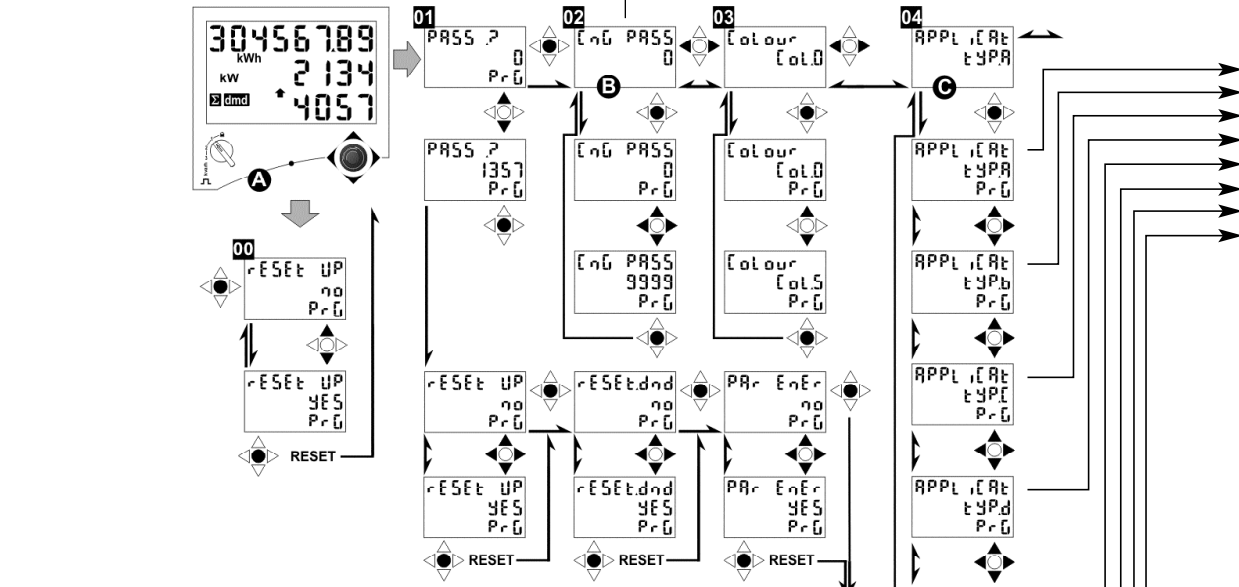 304567.89
kWh
kW 2134
Σ dmd 4057
A
00
rESEt UP
no
PrG
rESEt UP
YES
PrG
RESET
01
PASS .?
0
PrG
PASS .?
1357
PrG
rESEt UP
no
PrG
rESEt UP
YES
PrG
RESET
02
CnG PASS
0
B
CnG PASS
0
PrG
CnG PASS
9999
PrG
rESEt.dnd
no
PrG
rESEt.dnd
YES
PrG
RESET
03
Colour
CoL.0
Colour
CoL.0
PrG
Colour
CoL.S
PrG
PAr EnEr
no
PrG
PAr EnEr
YES
PrG
RESET
04
APPLiCAt
tYP.A
C
APPLiCAt
tYP.A
PrG
APPLiCAt
tYP.b
PrG
APPLiCAt
tYP.C
PrG
APPLiCAt
tYP.d
PrG